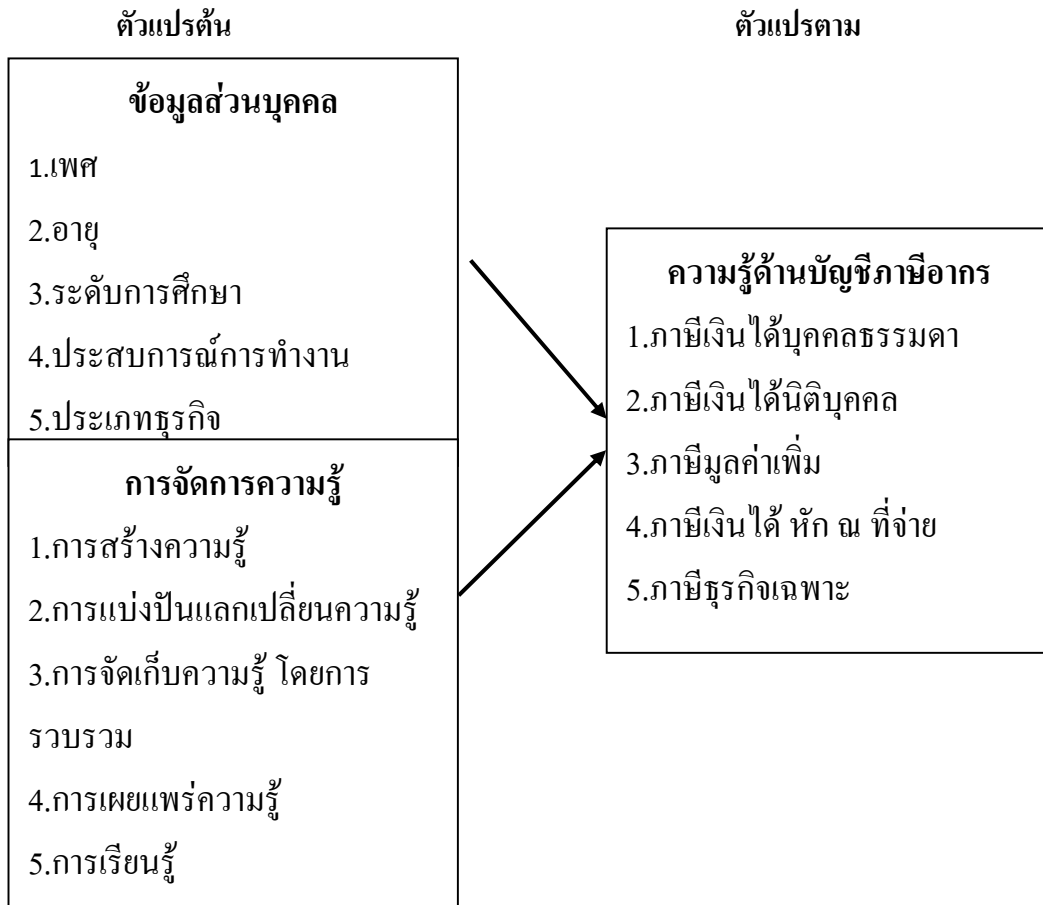 ตัวแปรต้น
ตัวแปรตาม
ข้อมูลส่วนบุคคล
1.เพศ
2.อายุ
3.ระดับการศึกษา
4.ประสบการณ์การทำงาน
5.ประเภทธุรกิจ
การจัดการความรู้
1.การสร้างความรู้
2.การแบ่งปันแลกเปลี่ยนความรู้
3.การจัดเก็บความรู้ โดยการ
รวบรวม
4.การเผยแพร่ความรู้
5.การเรียนรู้
ความรู้ด้านบัญชีภาษีอากร
1.ภาษีเงินได้บุคคลธรรมดา
2.ภาษีเงินได้นิติบุคคล
3.ภาษีมูลค่าเพิ่ม
4.ภาษีเงินได้ หัก ณ ที่จ่าย
5.ภาษีธุรกิจเฉพาะ